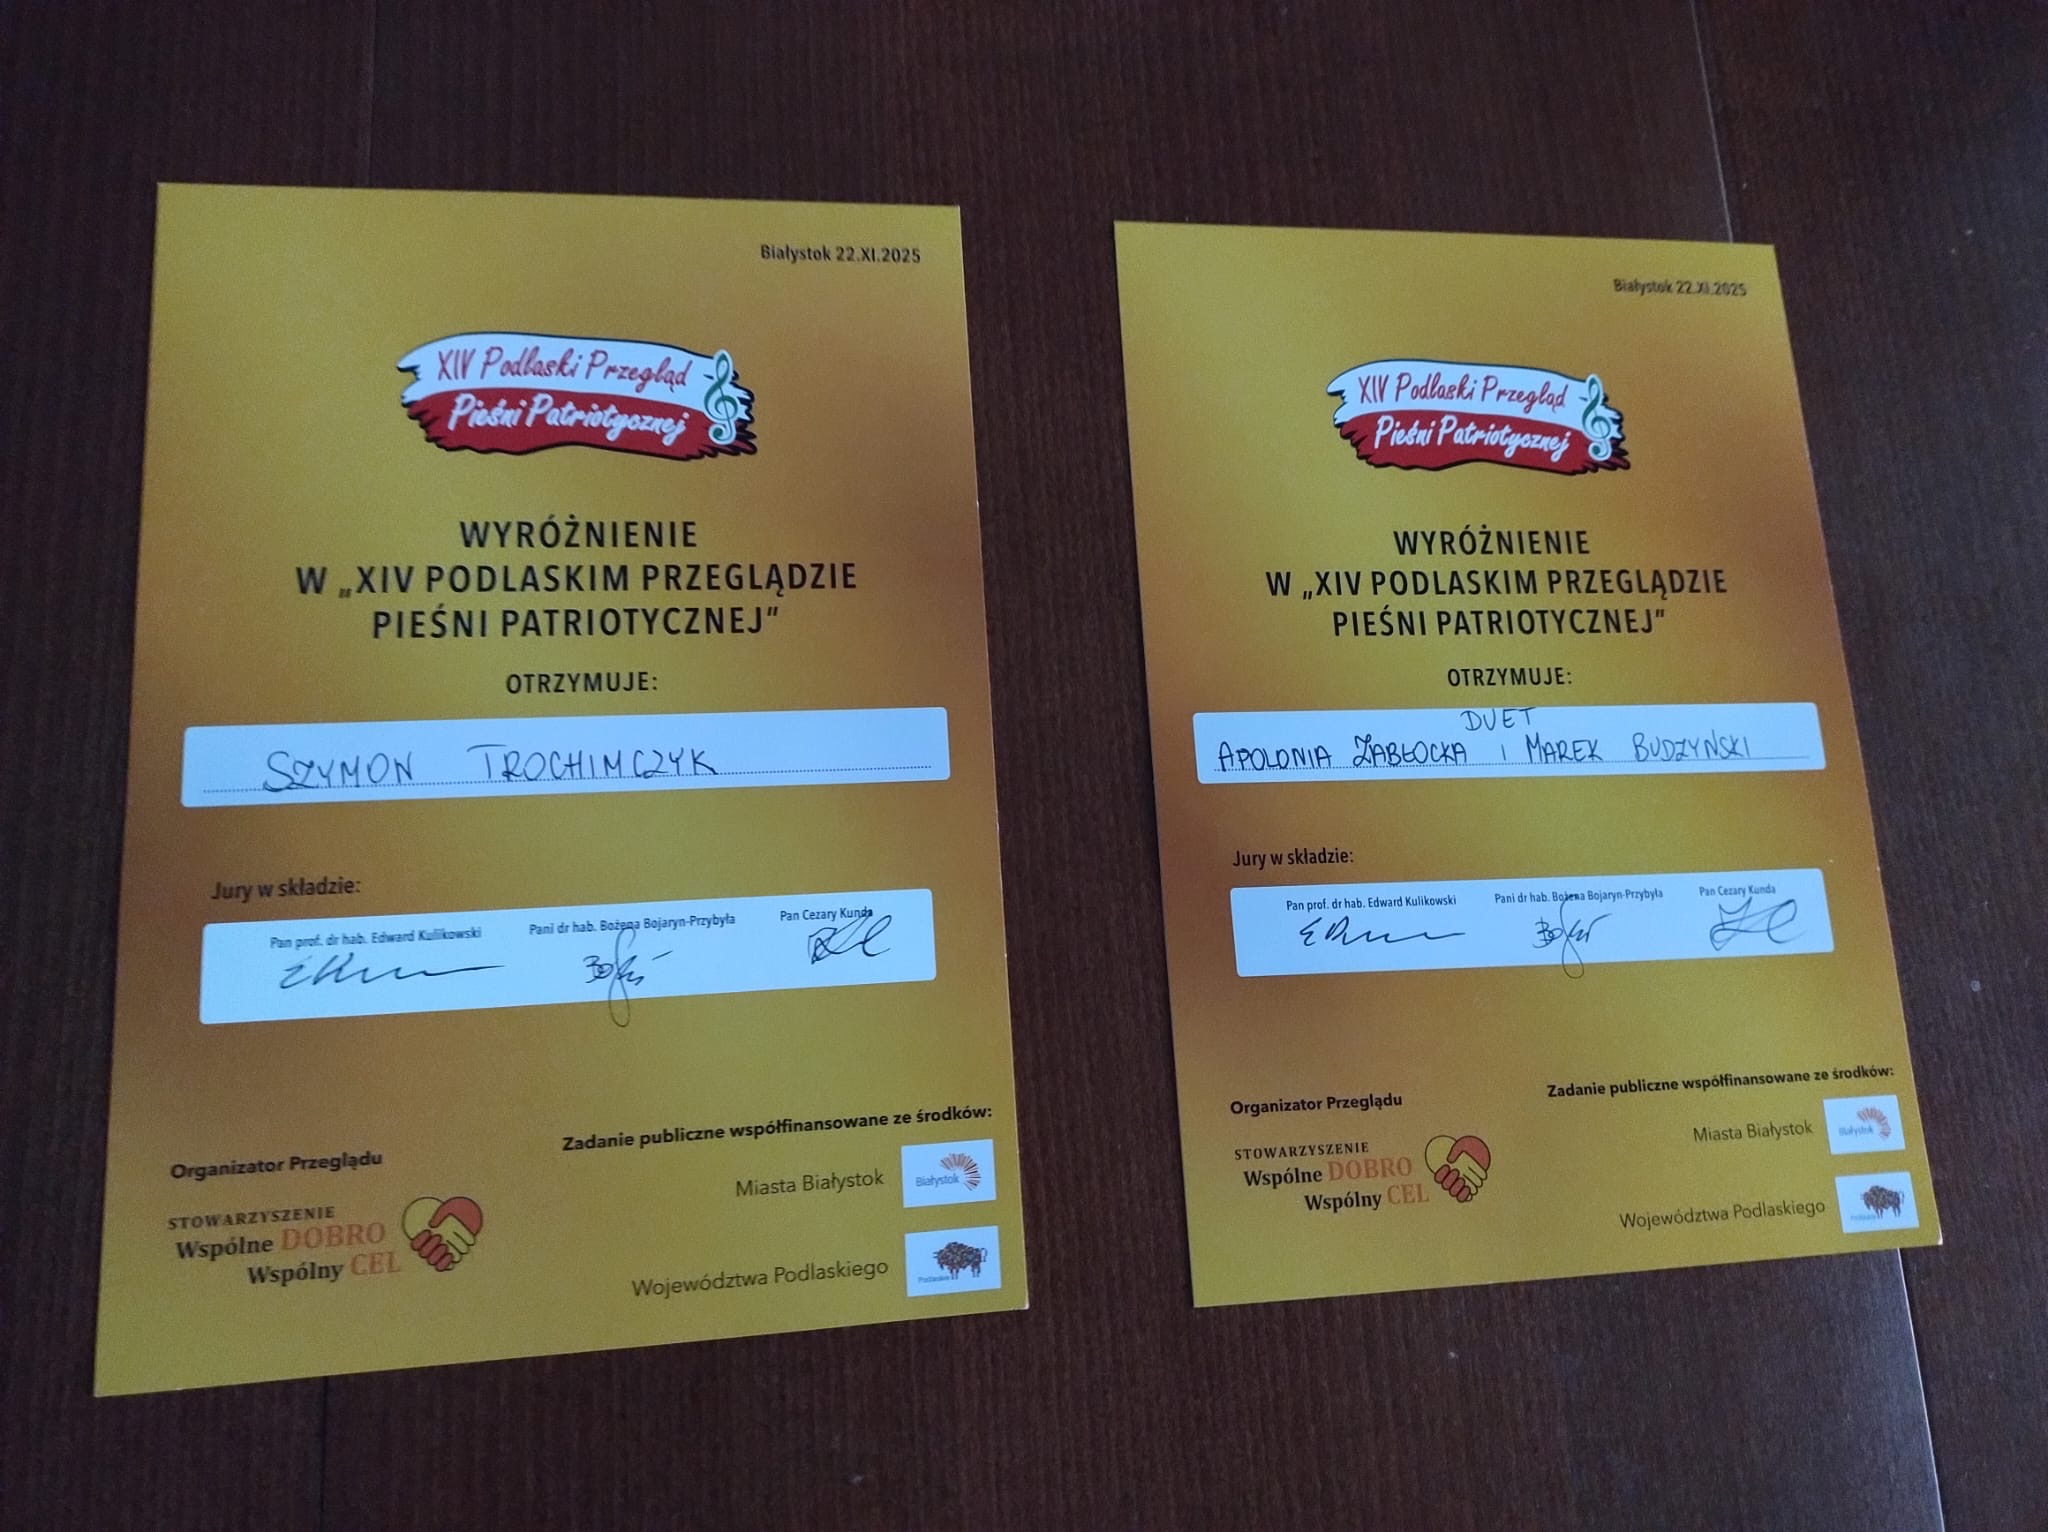 Białystok 22.XI.2025
XIV Podlaski Przegląd
Pieśni Patriotycznej
WYRÓŻNIENIE
W „XIV PODLASKIM PRZEGLĄDZIE
PIEŚNI PATRIOTYCZNEJ”
OTRZYMUJE:
SZYMON TROCHIMCZYK
Jury w składzie:
Pan prof. dr hab. Edward Kulikowski
Pani dr hab. Bożena Bojaryn-Przybyła
Pan Cezary Kunda
Organizator Przeglądu
STOWARZYSZENIE
Wspólne DOBRO
Wspólny CEL
Zadanie publiczne współfinansowane ze środków:
Miasta Białystok
Białystok
Województwa Podlaskiego
Podlaskie
Białystok 22.XI.2025
XIV Podlaski Przegląd
Pieśni Patriotycznej
WYRÓŻNIENIE
W „XIV PODLASKIM PRZEGLĄDZIE
PIEŚNI PATRIOTYCZNEJ”
OTRZYMUJE:
DUET
APOLONIA ZABŁOCKA I MAREK BUDZYŃSKI
Jury w składzie:
Pan prof. dr hab. Edward Kulikowski
Pani dr hab. Bożena Bojaryn-Przybyła
Pan Cezary Kunda
Organizator Przeglądu
STOWARZYSZENIE
Wspólne DOBRO
Wspólny CEL
Zadanie publiczne współfinansowane ze środków:
Miasta Białystok
Białystok
Województwa Podlaskiego
Podlaskie